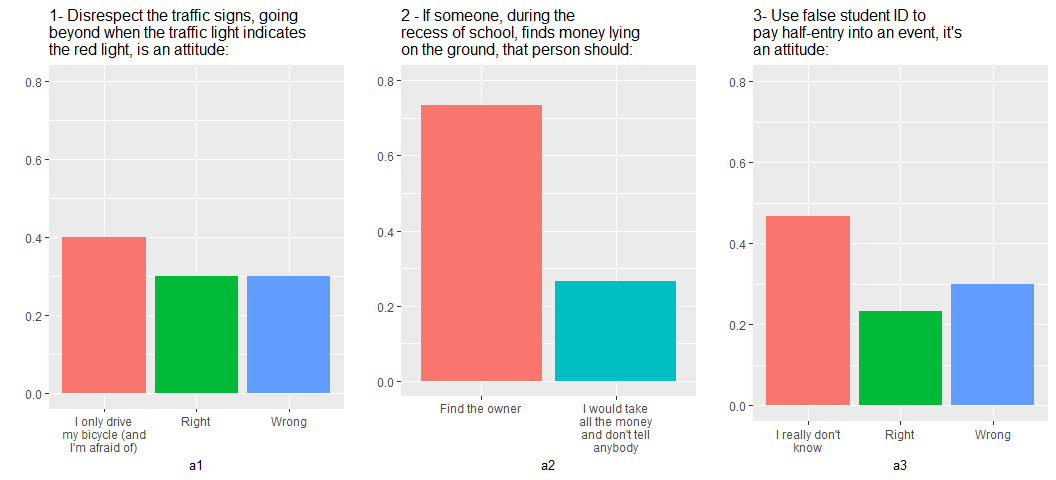 1- Disrespect the traffic signs, going
beyond when the traffic light indicates
the red light, is an attitude:
0.8
0.6
0.4
0.2
0.0
I only drive
my bicycle (and
I'm afraid of)
Right
Wrong
a1
2 - If someone, during the
recess of school, finds money lying
on the ground, that person should:
0.8
0.6
0.4
0.2
0.0
Find the owner
I would take
all the money
and don't tell
anybody
a2
3- Use false student ID to
pay half-entry into an event, it's
an attitude:
0.8
0.6
0.4
0.2
0.0
I really don't
know
Right
Wrong
a3